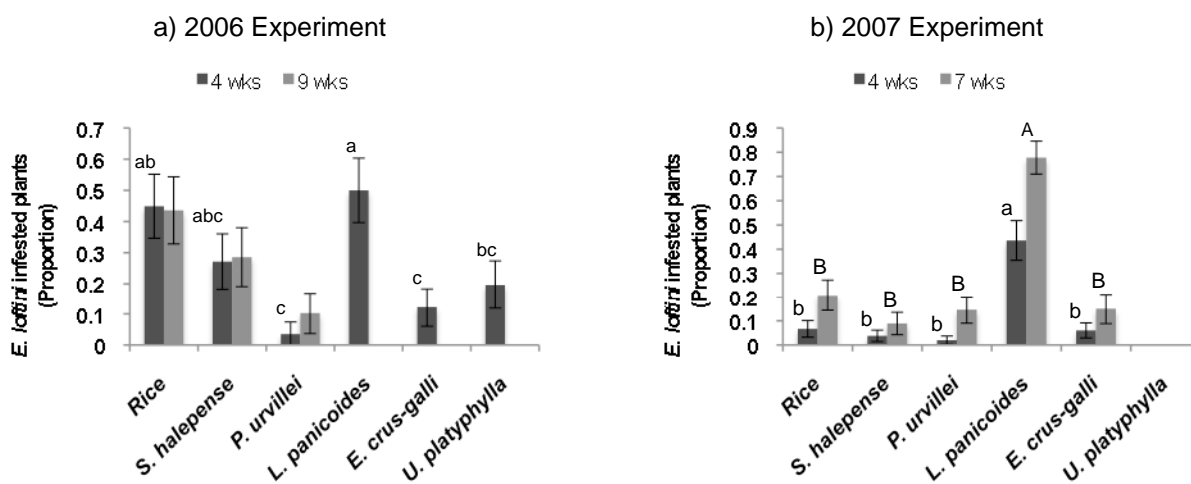 a) 2006 Experiment
4 wks 9 wks
E. loftini infested plants
(Proportion)
0.7
0.6
0.5
0.4
0.3
0.2
0.1
0
ab
abc
c
a
c
bc
Rice
S. halepense
P. urvillei
L. panicoides
E. crus-galli
U. platyphylla
b) 2007 Experiment
4 wks 7 wks
E. loftini infested plants
(Proportion)
0.9
0.8
0.7
0.6
0.5
0.4
0.3
0.2
0.1
0
b
B
b
B
b
B
a
A
b
B
Rice
S. halepense
P. urvillei
L. panicoides
E. crus-galli
U. platyphylla